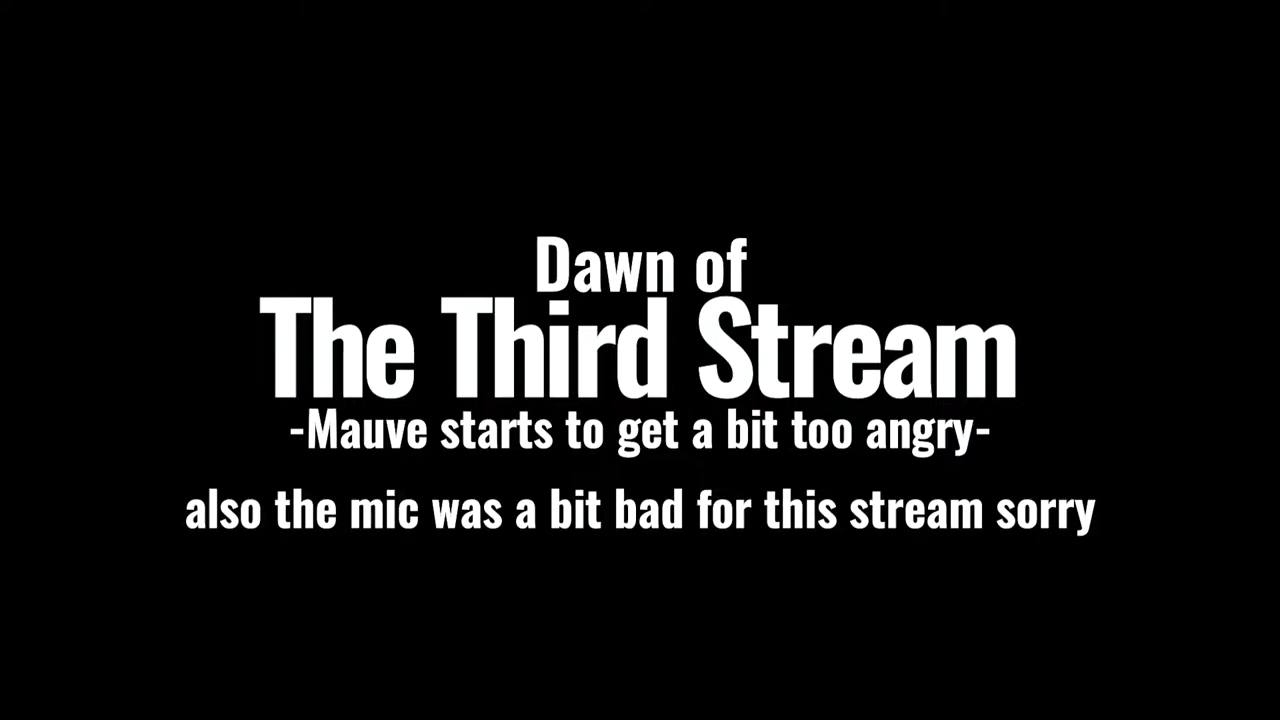 Dawn of
The Third Stream
-Mauve starts to get a bit too angry-
also the mic was a bit bad for this stream sorry